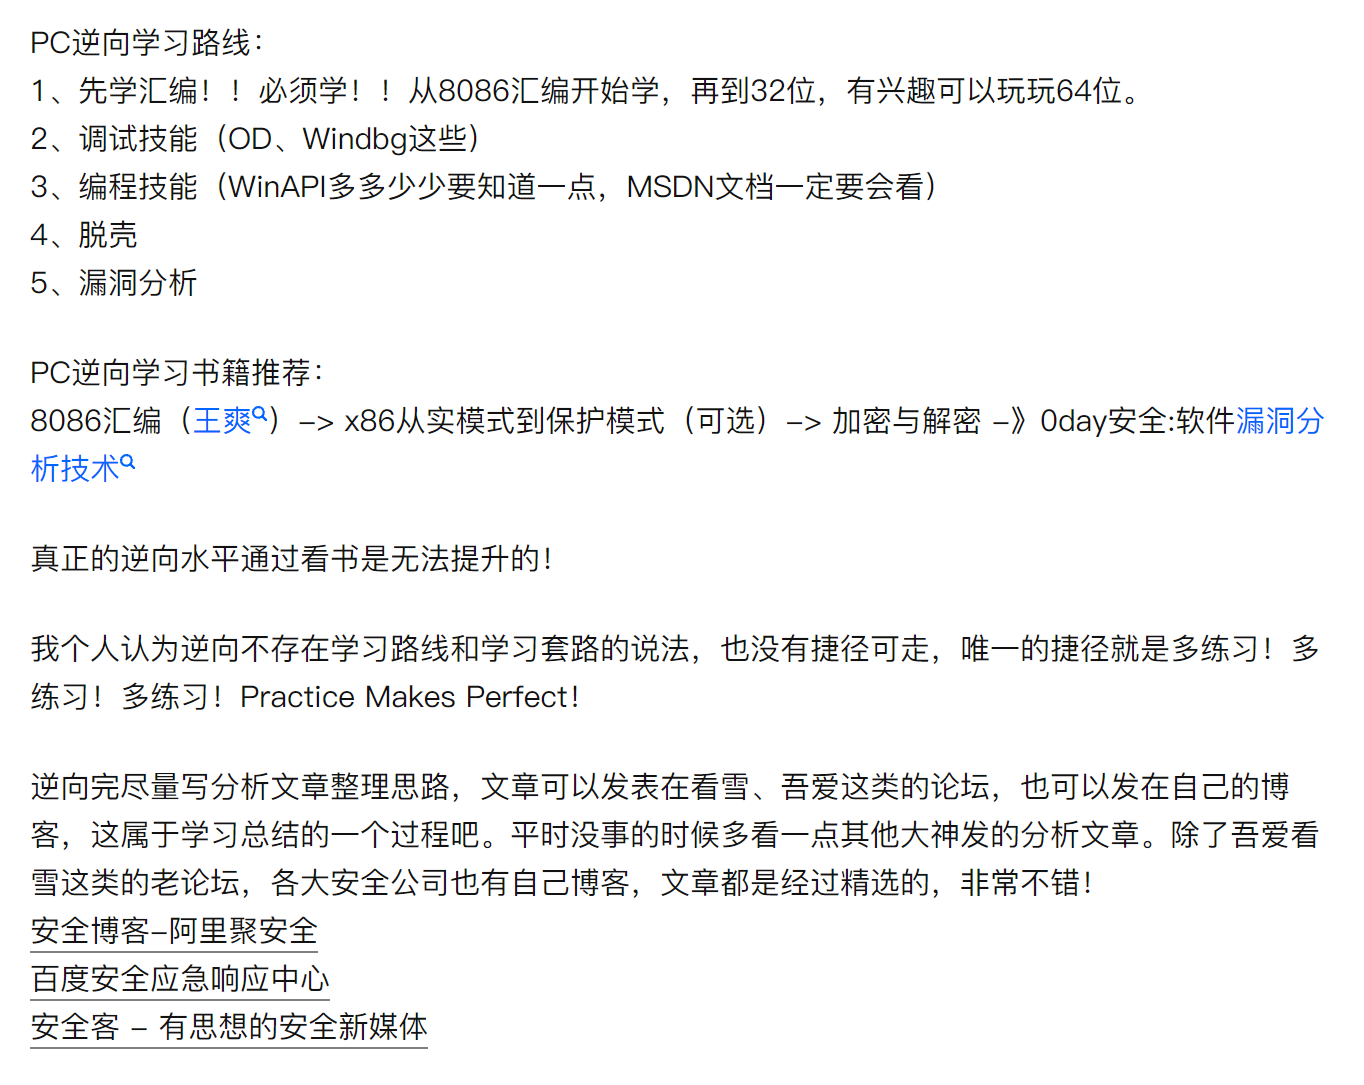 PC逆向学习路线：
1、先学汇编！！必须学！！从8086汇编开始学，再到32位，有兴趣可以玩玩64位。
2、调试技能（OD、Windbg这些）
3、编程技能（WinAPI多多少少要知道一点，MSDN文档一定要会看）
4、脱壳
5、漏洞分析
PC逆向学习书籍推荐：
8086汇编（王爽）-> x86从实模式到保护模式（可选）-> 加密与解密 -》0day安全:软件漏洞分
析技术
真正的逆向水平通过看书是无法提升的！
我个人认为逆向不存在学习路线和学习套路的说法，也没有捷径可走，唯一的捷径就是多练习！多
练习！多练习！Practice Makes Perfect！
逆向完尽量写分析文章整理思路，文章可以发表在看雪、吾爱这类的论坛，也可以发在自己的博
客，这属于学习总结的一个过程吧。平时没事的时候多看一点其他大神发的分析文章。除了吾爱看
雪这类的老论坛，各大安全公司也有自己博客，文章都是经过精选的，非常不错！
安全博客-阿里聚安全
百度安全应急响应中心
安全客 - 有思想的安全新媒体